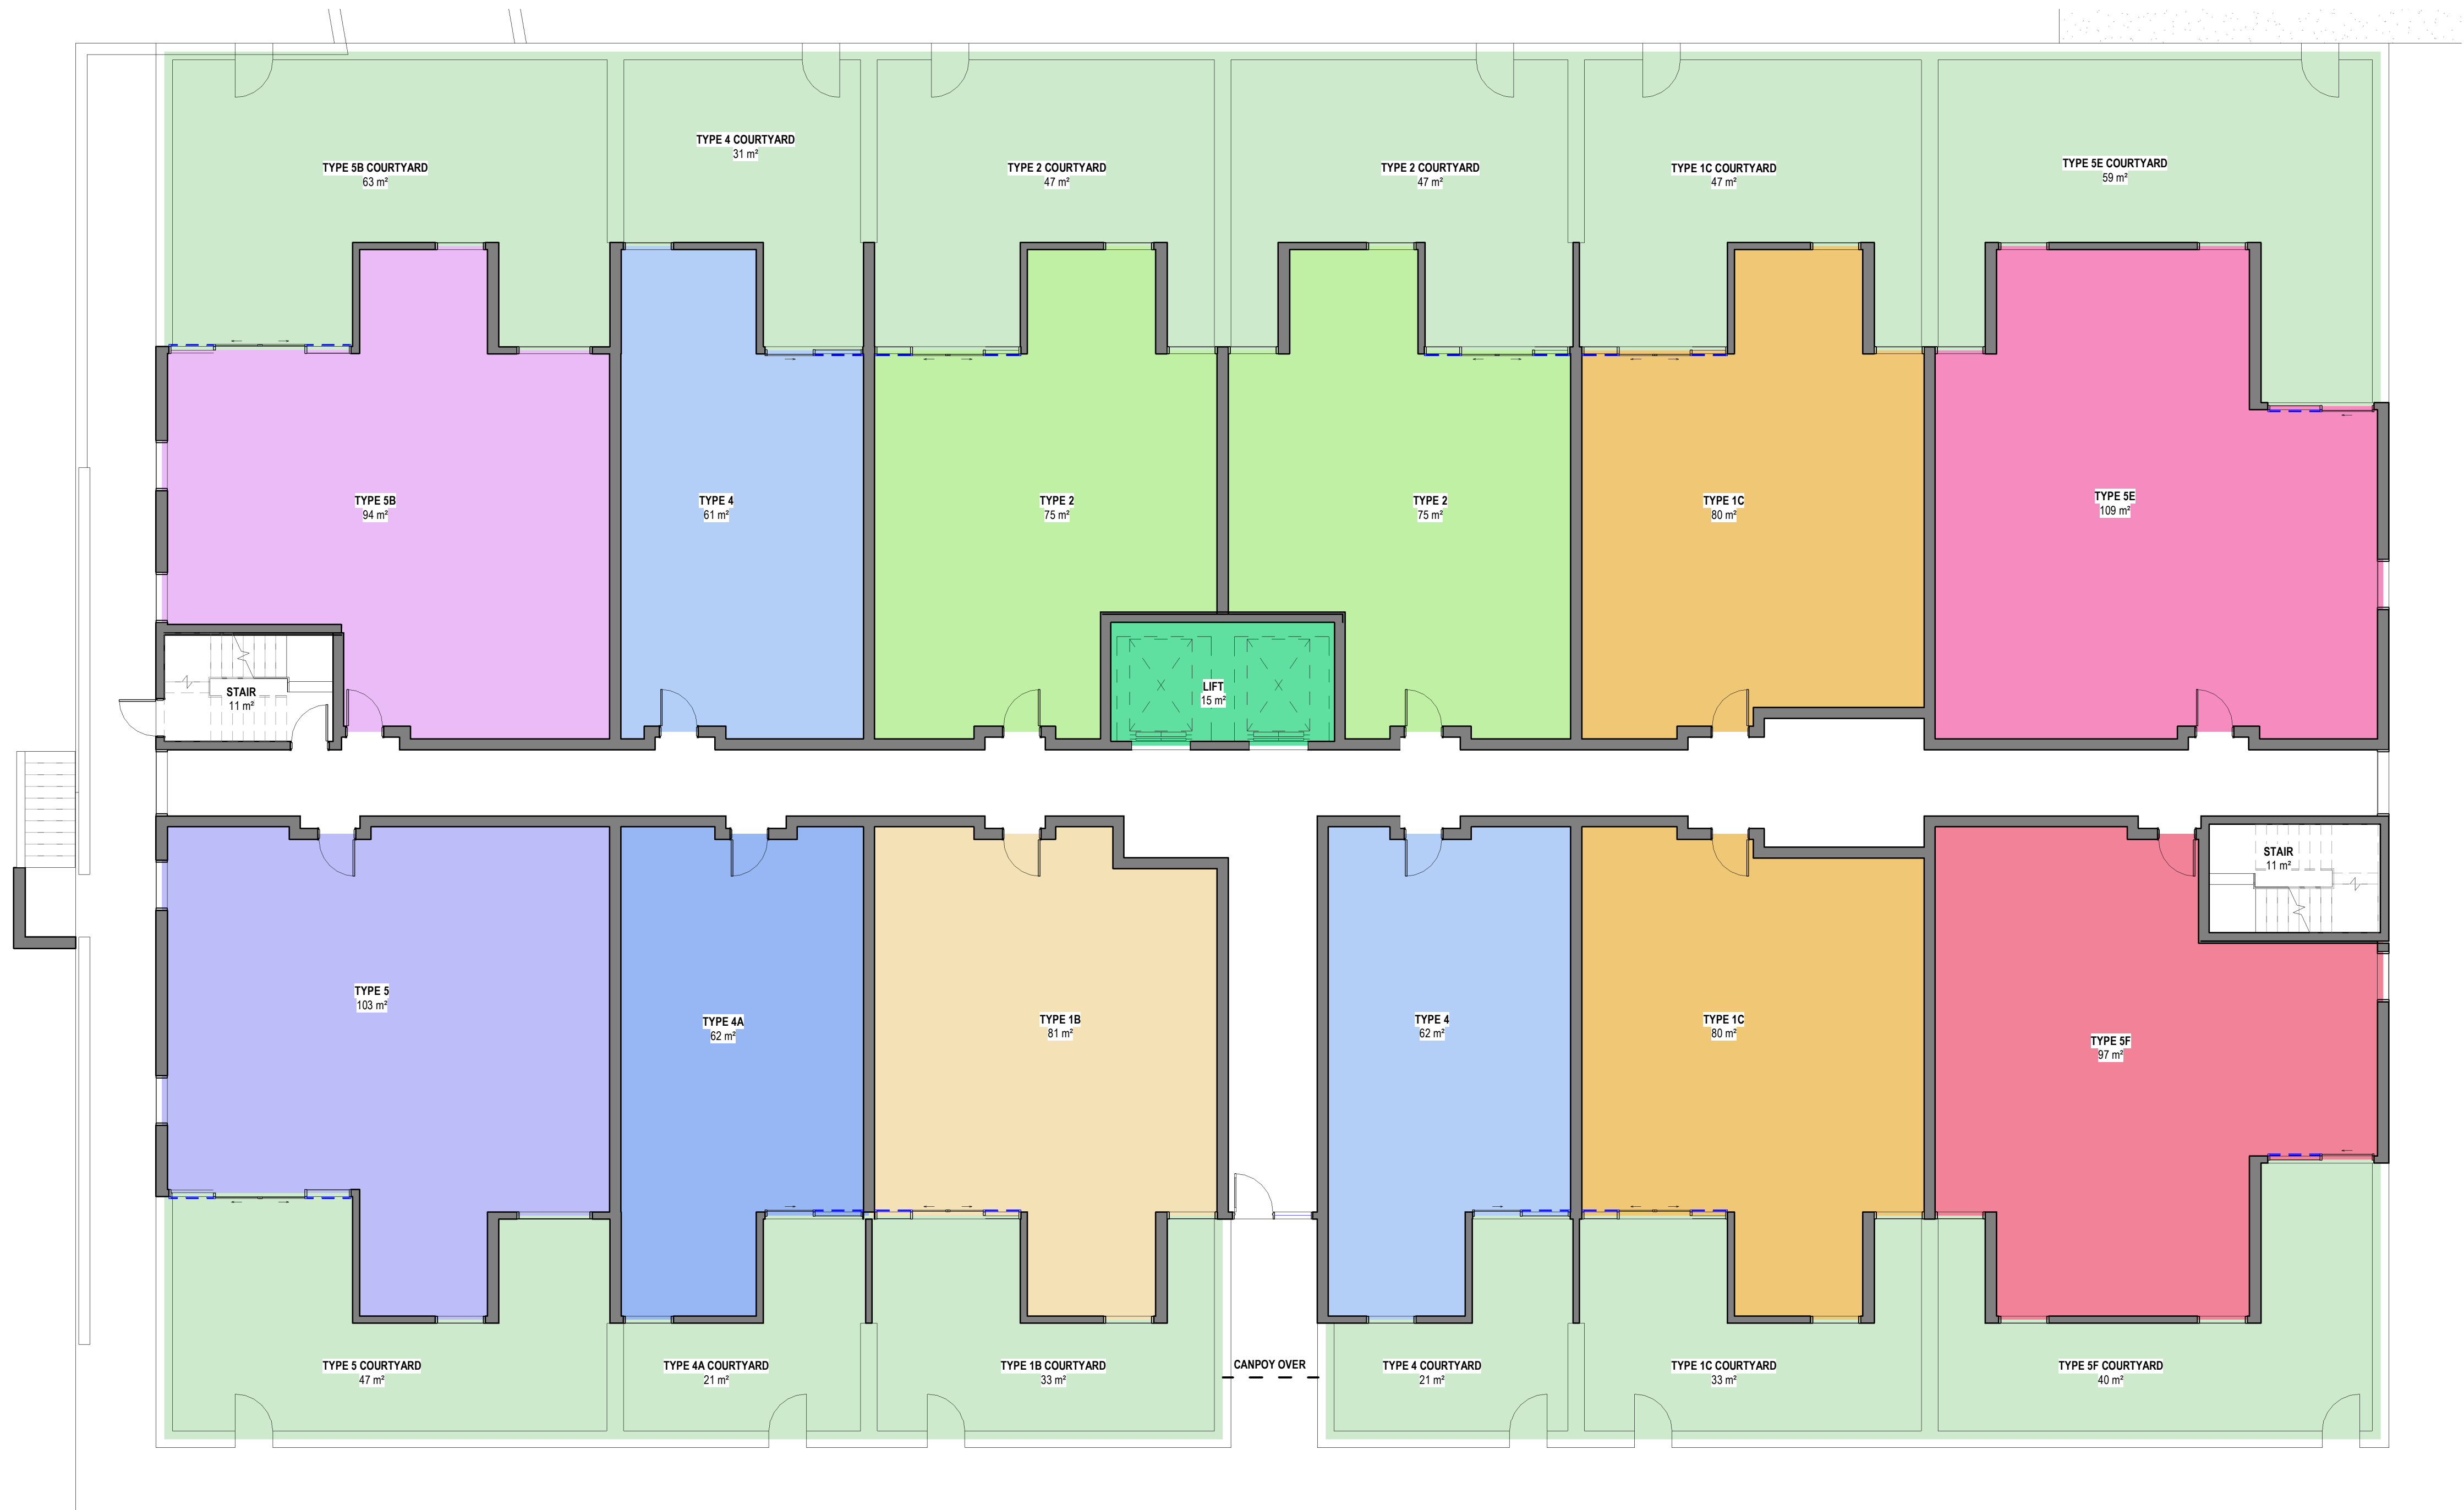 TYPE 5B COURTYARD
63 m²
TYPE 4 COURTYARD
31 m²
TYPE 2 COURTYARD
47 m²
TYPE 2 COURTYARD
47 m²
TYPE 1C COURTYARD
47 m²
TYPE 5E COURTYARD
59 m²
TYPE 5B
94 m²
TYPE 4
61 m²
TYPE 2
75 m²
TYPE 2
75 m²
TYPE 1C
80 m²
TYPE 5E
109 m²
STAIR
11 m²
LIFT
15 m²
STAIR
11 m²
TYPE 5
103 m²
TYPE 4A
62 m²
TYPE 1B
81 m²
TYPE 4
62 m²
TYPE 1C
80 m²
TYPE 5F
97 m²
TYPE 5 COURTYARD
47 m²
TYPE 4A COURTYARD
21 m²
TYPE 1B COURTYARD
33 m²
CANPOY OVER
TYPE 4 COURTYARD
21 m²
TYPE 1C COURTYARD
33 m²
TYPE 5F COURTYARD
40 m²